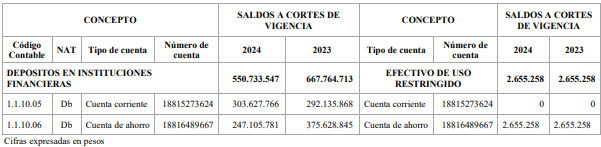 CONCEPTO SALDOS A CORTES DE VIGENCIA CONCEPTO SALDOS A CORTES DE VIGENCIA
Código Contable NAT Tipo de cuenta Número de cuenta 2024 2023 Tipo de cuenta Número de cuenta 2024 2023
DEPOSITOS EN INSTITUCIONES FINANCIERAS 550.733.547 667.764.713 EFECTIVO DE USO RESTRINGIDO 2.655.258 2.655.258
1.1.10.05 Db Cuenta corriente 18815273624 303.627.766 292.135.868 Cuenta corriente 18815273624 0 0
1.1.10.06 Db Cuenta de ahorro 18816489667 247.105.781 375.628.845 Cuenta de ahorro 18816489667 2.655.258 2.655.258
Cifras expresadas en pesos